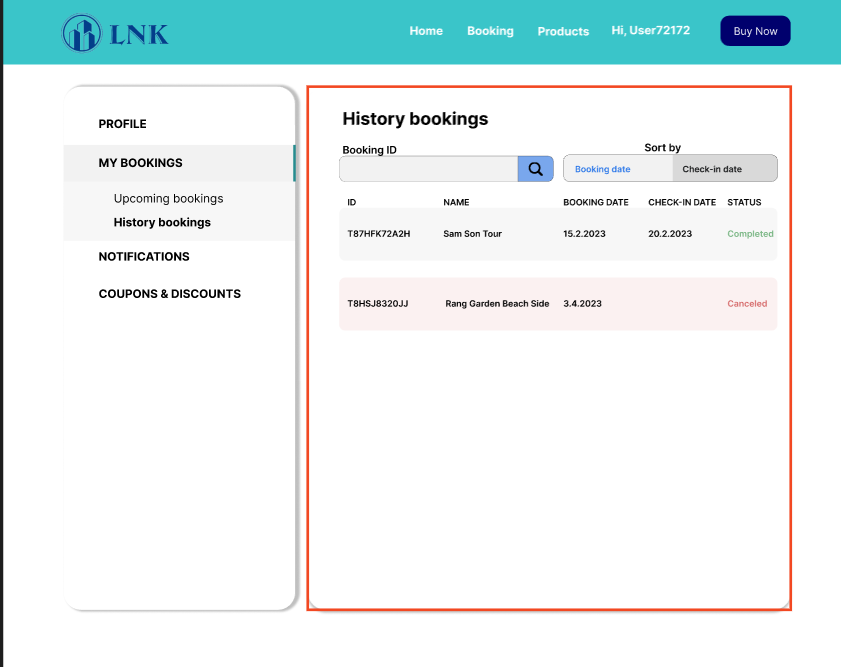 LNK
Home Booking Products Hi, User72172 Buy Now
PROFILE
MY BOOKINGS
Upcoming bookings
History bookings
NOTIFICATIONS
COUPONS & DISCOUNTS
History bookings
Booking ID
Sort by
Booking date Check-in date
ID NAME BOOKING DATE CHECK-IN DATE STATUS
T87HFK72A2H Sam Son Tour 15.2.2023 20.2.2023 Completed
T8HSJ8320JJ Rang Garden Beach Side 3.4.2023 Canceled